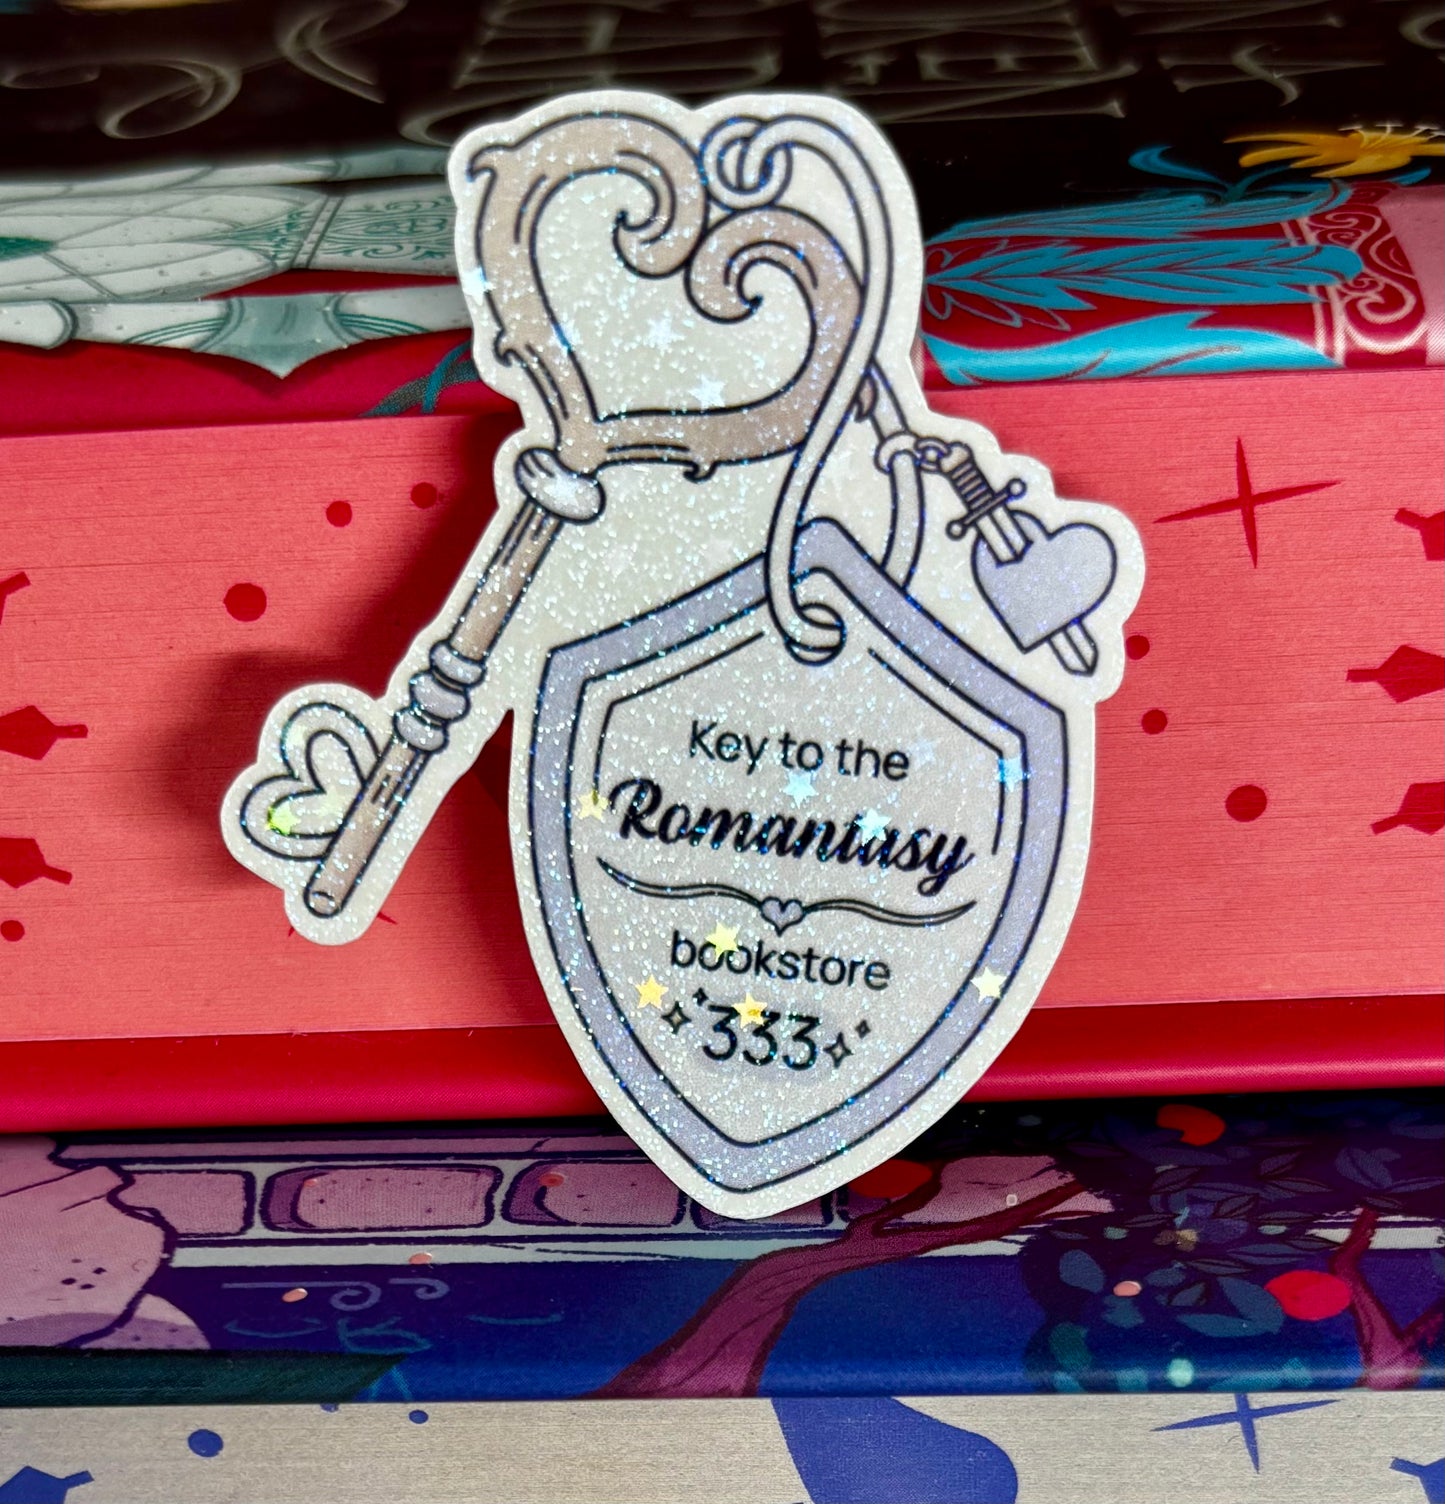 Key to the
Romantasy
bookstore
333